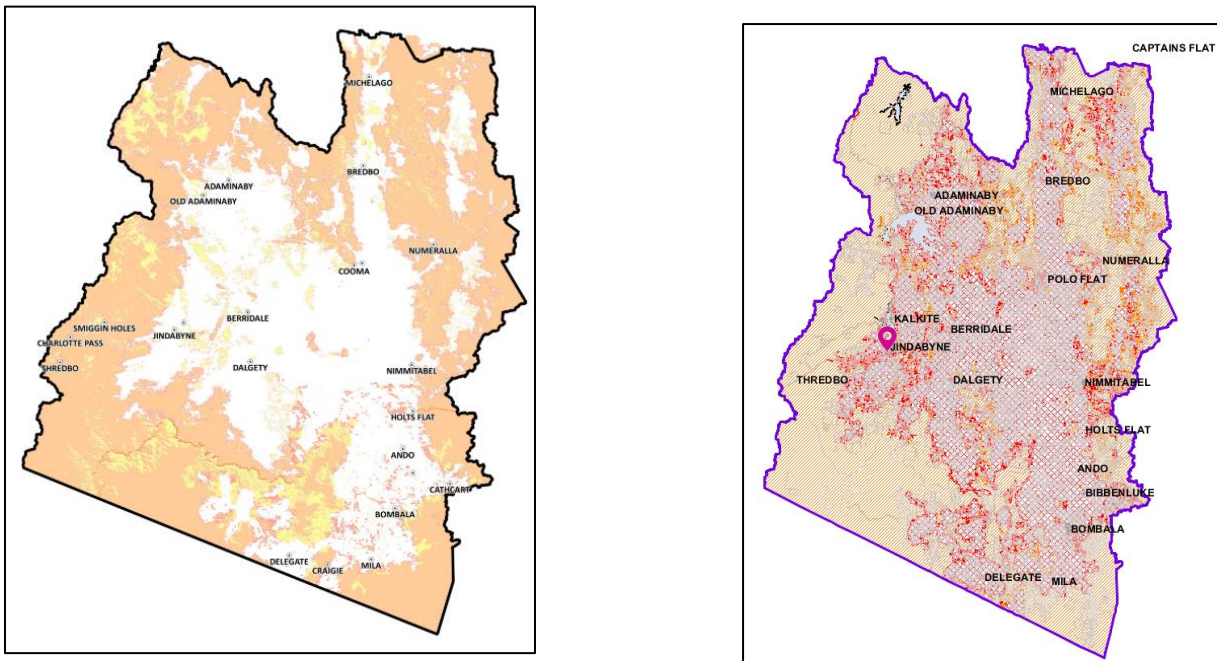 MICHELAGO
BREDBO
ADAMINABY
OLD ADAMINABY
NUMERALLA
COOMA
SMIGGIN HOLES
BERRIDALE
JINDABYNE
CHARLOTTE PASS
THREDBO
DALGETY
NIMMITABEL
HOLTS FLAT
ANDO
CATHCART
BOMBALA
DELEGATE
CRAIGIE
MILA
CAPTAINS FLAT
MICHELAGO
BREDBO
ADAMINABY
OLD ADAMINABY
NUMERALLA
POLO FLAT
KALKITE
BERRIDALE
JINDABYNE
THREDBO
DALGETY
NIMMITABEL
HOLTS FLAT
ANDO
BIBBENLUKE
BOMBALA
DELEGATE
MILA